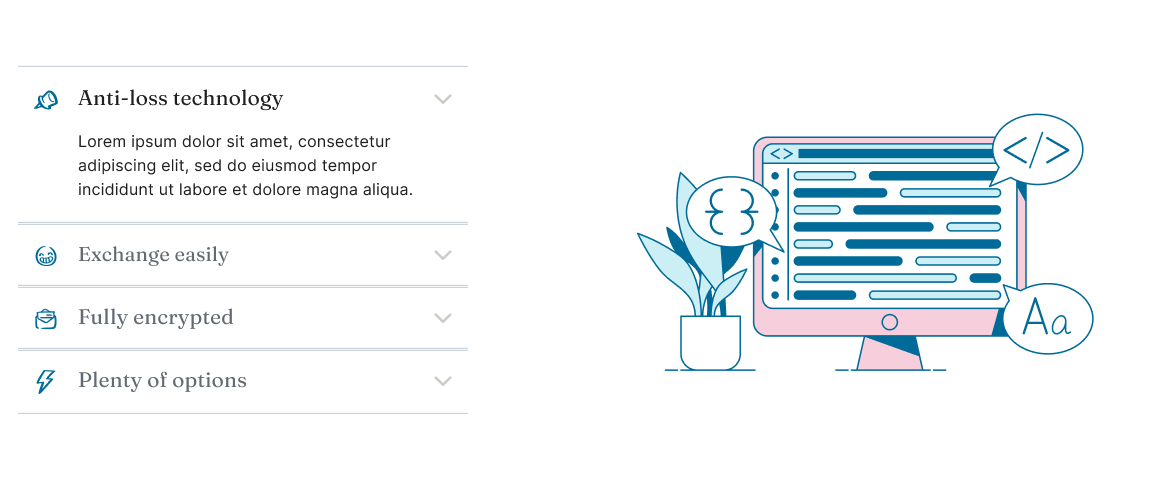 Anti-loss technology
Lorem ipsum dolor sit amet, consectetur
adipiscing elit, sed do eiusmod tempor
incididunt ut labore et dolore magna aliqua.
Exchange easily
Fully encrypted
Plenty of options
<>
</>
{}
Aa